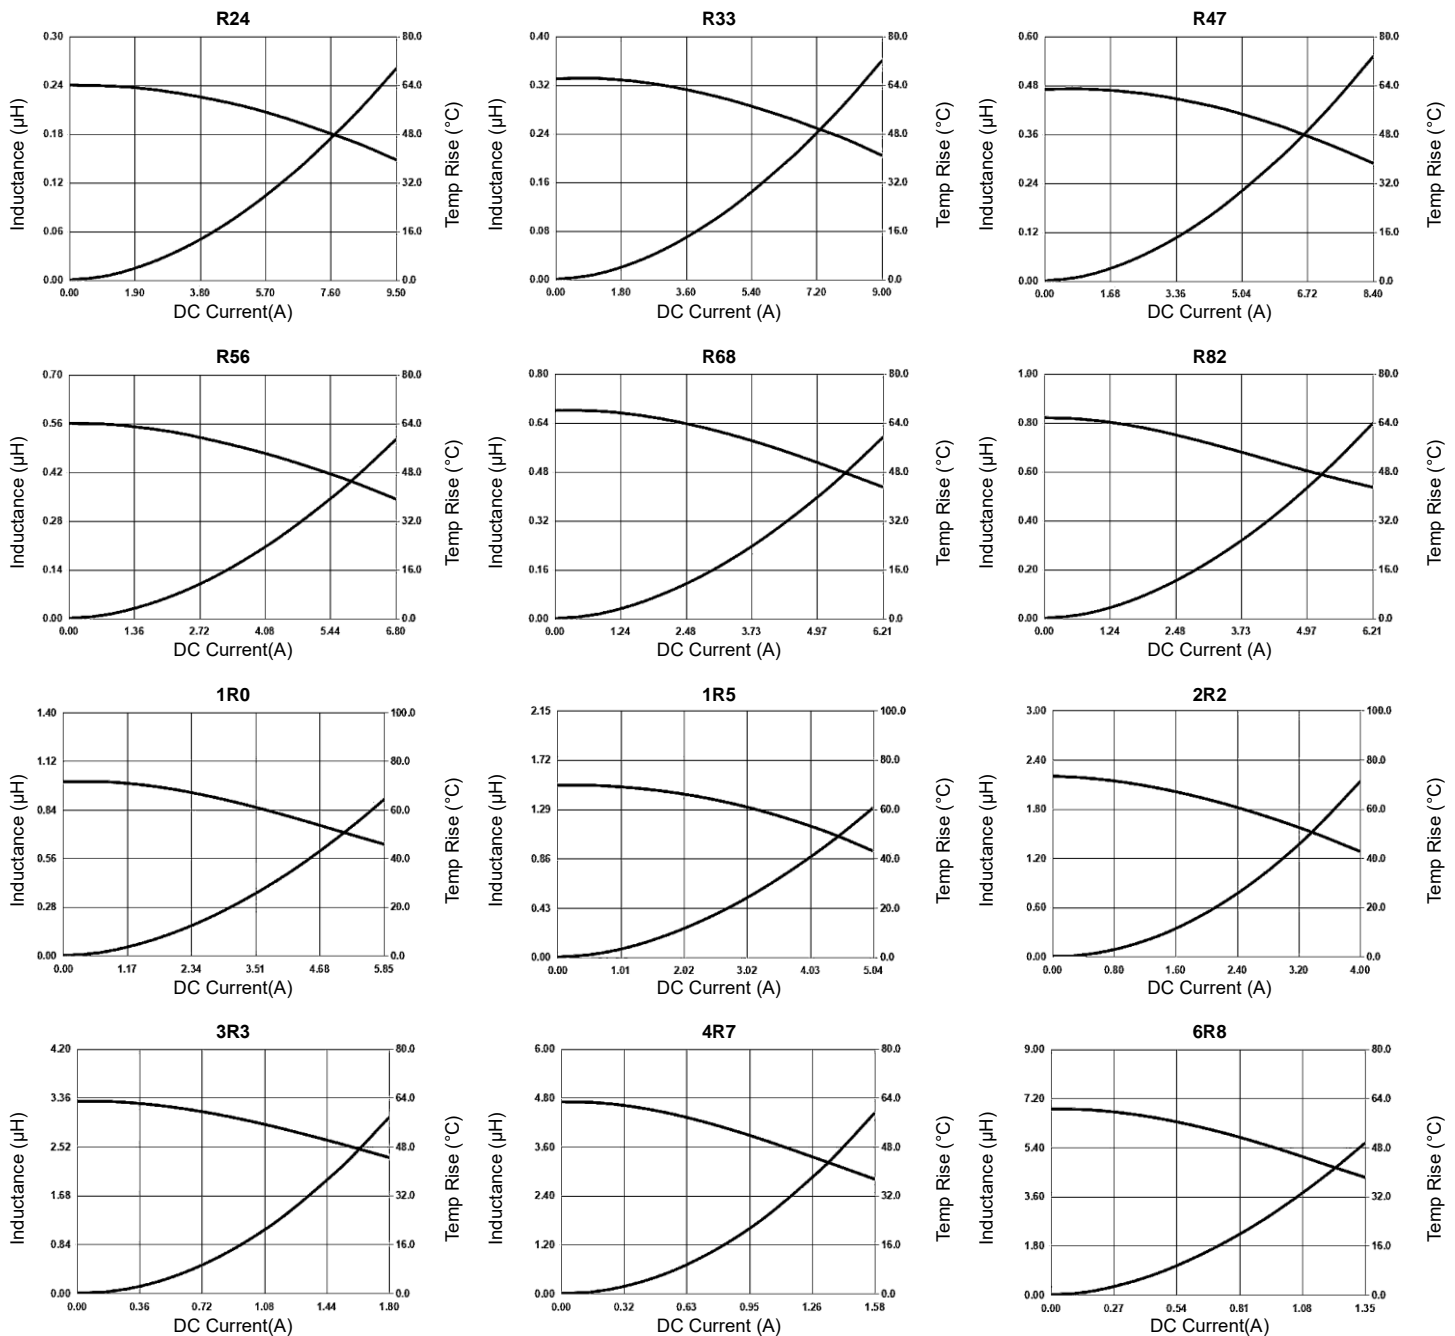 R24
0.30
0.24
0.18
0.12
0.06
0.00
80.0
64.0
48.0
32.0
16.0
0.0
0.00 1.90 3.80 5.70 7.60 9.50
Inductance (µH)
Temp Rise (°C)
DC Current(A)
R33
0.40
0.32
0.24
0.16
0.08
0.00
80.0
64.0
48.0
32.0
16.0
0.0
0.00 1.80 3.60 5.40 7.20 9.00
Inductance (µH)
Temp Rise (°C)
DC Current (A)
R47
0.60
0.48
0.36
0.24
0.12
0.00
80.0
64.0
48.0
32.0
16.0
0.0
0.00 1.68 3.36 5.04 6.72 8.40
Inductance (µH)
Temp Rise (°C)
DC Current (A)
R56
0.70
0.56
0.42
0.28
0.14
0.00
80.0
64.0
48.0
32.0
16.0
0.0
0.00 1.36 2.72 4.08 5.44 6.80
Inductance (µH)
Temp Rise (°C)
DC Current(A)
R68
0.80
0.64
0.48
0.32
0.16
0.00
80.0
64.0
48.0
32.0
16.0
0.0
0.00 1.24 2.48 3.73 4.97 6.21
Inductance (µH)
Temp Rise (°C)
DC Current (A)
R82
1.00
0.80
0.60
0.40
0.20
0.00
80.0
64.0
48.0
32.0
16.0
0.0
0.00 1.24 2.48 3.73 4.97 6.21
Inductance (µH)
Temp Rise (°C)
DC Current (A)
1R0
1.40
1.12
0.84
0.56
0.28
0.00
100.0
80.0
60.0
40.0
20.0
0.0
0.00 1.17 2.34 3.51 4.68 5.85
Inductance (µH)
Temp Rise (°C)
DC Current(A)
1R5
2.15
1.72
1.29
0.86
0.43
0.00
100.0
80.0
60.0
40.0
20.0
0.0
0.00 1.01 2.02 3.02 4.03 5.04
Inductance (µH)
Temp Rise (°C)
DC Current (A)
2R2
3.00
2.40
1.80
1.20
0.60
0.00
100.0
80.0
60.0
40.0
20.0
0.0
0.00 0.80 1.60 2.40 3.20 4.00
Inductance (µH)
Temp Rise (°C)
DC Current (A)
3R3
4.20
3.36
2.52
1.68
0.84
0.00
80.0
64.0
48.0
32.0
16.0
0.0
0.00 0.36 0.72 1.08 1.44 1.80
Inductance (µH)
Temp Rise (°C)
DC Current(A)
4R7
6.00
4.80
3.60
2.40
1.20
0.00
80.0
64.0
48.0
32.0
16.0
0.0
0.00 0.32 0.63 0.95 1.26 1.58
Inductance (µH)
Temp Rise (°C)
DC Current (A)
6R8
9.00
7.20
5.40
3.60
1.80
0.00
80.0
64.0
48.0
32.0
16.0
0.0
0.00 0.27 0.54 0.81 1.08 1.35
Inductance (µH)
Temp Rise (°C)
DC Current(A)